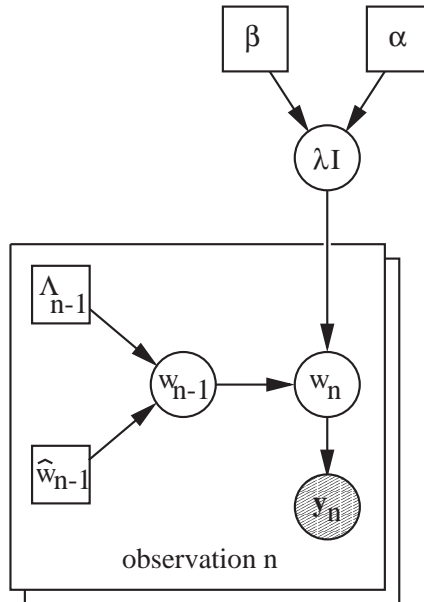 β α
λI
Λn-1
wn-1 wn
ŵn-1
yn
observation n